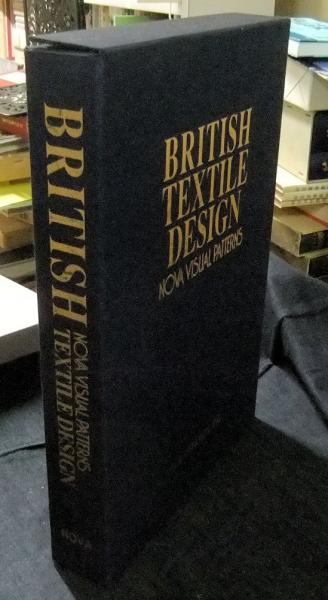 BRITISH
TEXTILE
DESIGN
NOVA VISUAL PATTERNS
BRITISH
NOVA VISUAL PATTERNS
TEXTILE DESIGN
NOVA